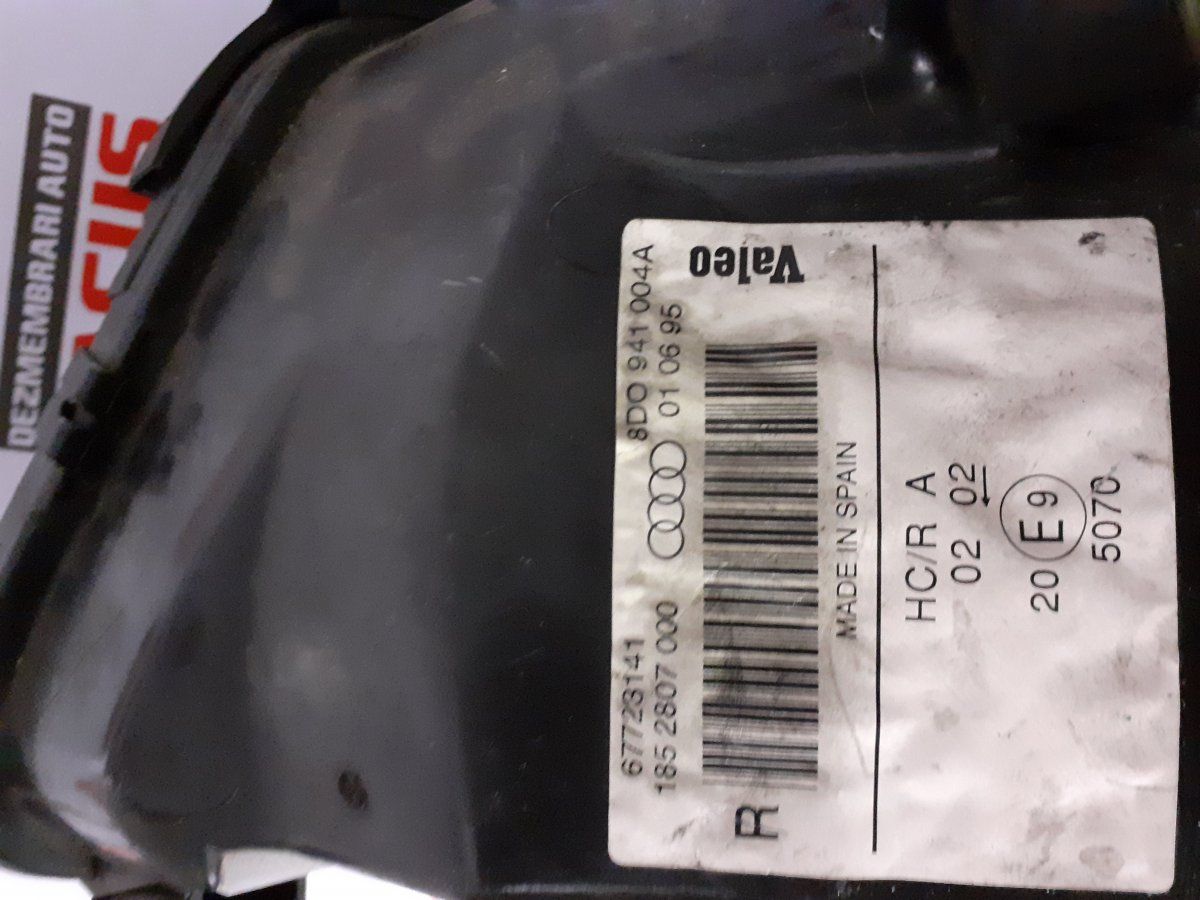 DEZMEMBRARI AUTO
67723141
8D0 941 004A
185 2807 000
01 06 95
Valeo
R
MADE IN SPAIN
HC/R A
02 02
20 E9
5070